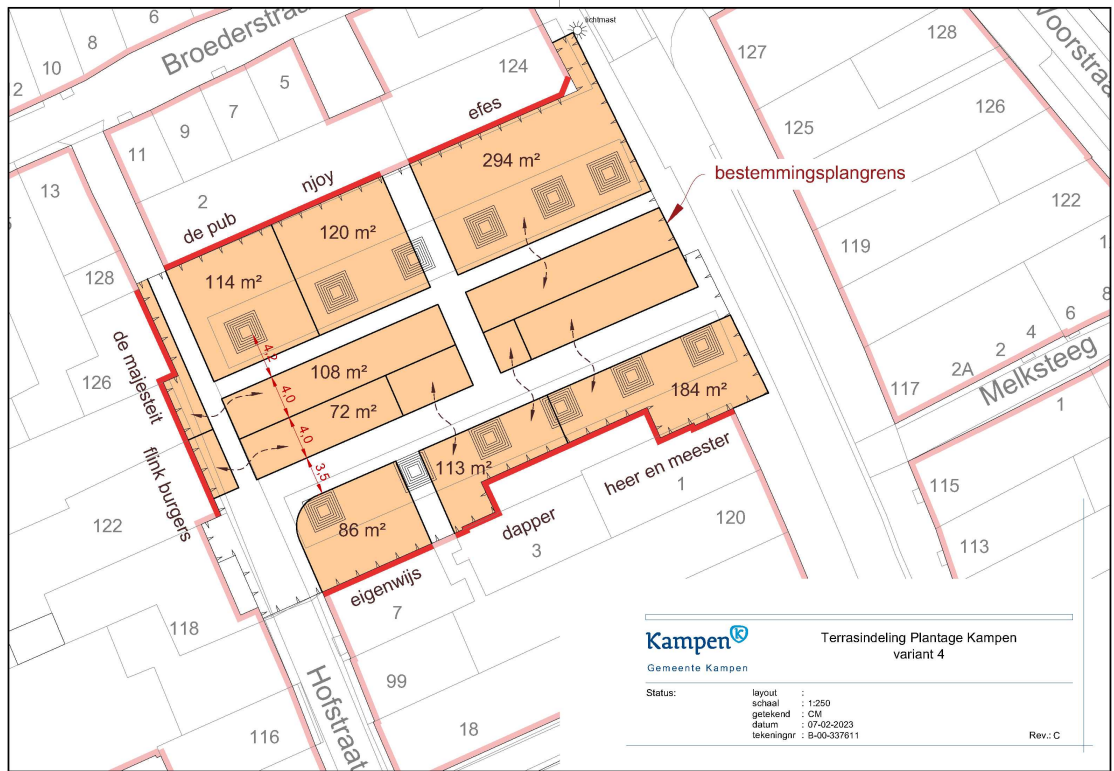 lichtmast
Broederstraat
Voorstraat
6
8
10
2
5
7
9
11
13
2
124
127
128
126
125
122
119
117
2A
2
4
6
8
1
Melksteeg
1
115
113
efes
njoy
de pub
294 m²
120 m²
114 m²
bestemmingsplangrens
128
126
de majesteit
flink burgers
4,2
108 m²
4,0
72 m²
4,0
3,5
184 m²
113 m²
86 m²
heer en meester
dapper
eigenwijs
1
3
120
7
122
118
116
99
18
Hofstraat
Kampen
Gemeente Kampen
Terrasindeling Plantage Kampen
variant 4
Status:
layout :
schaal : 1:250
getekend : CM
datum : 07-02-2023
tekeningnr : B-00-337611
Rev.: C